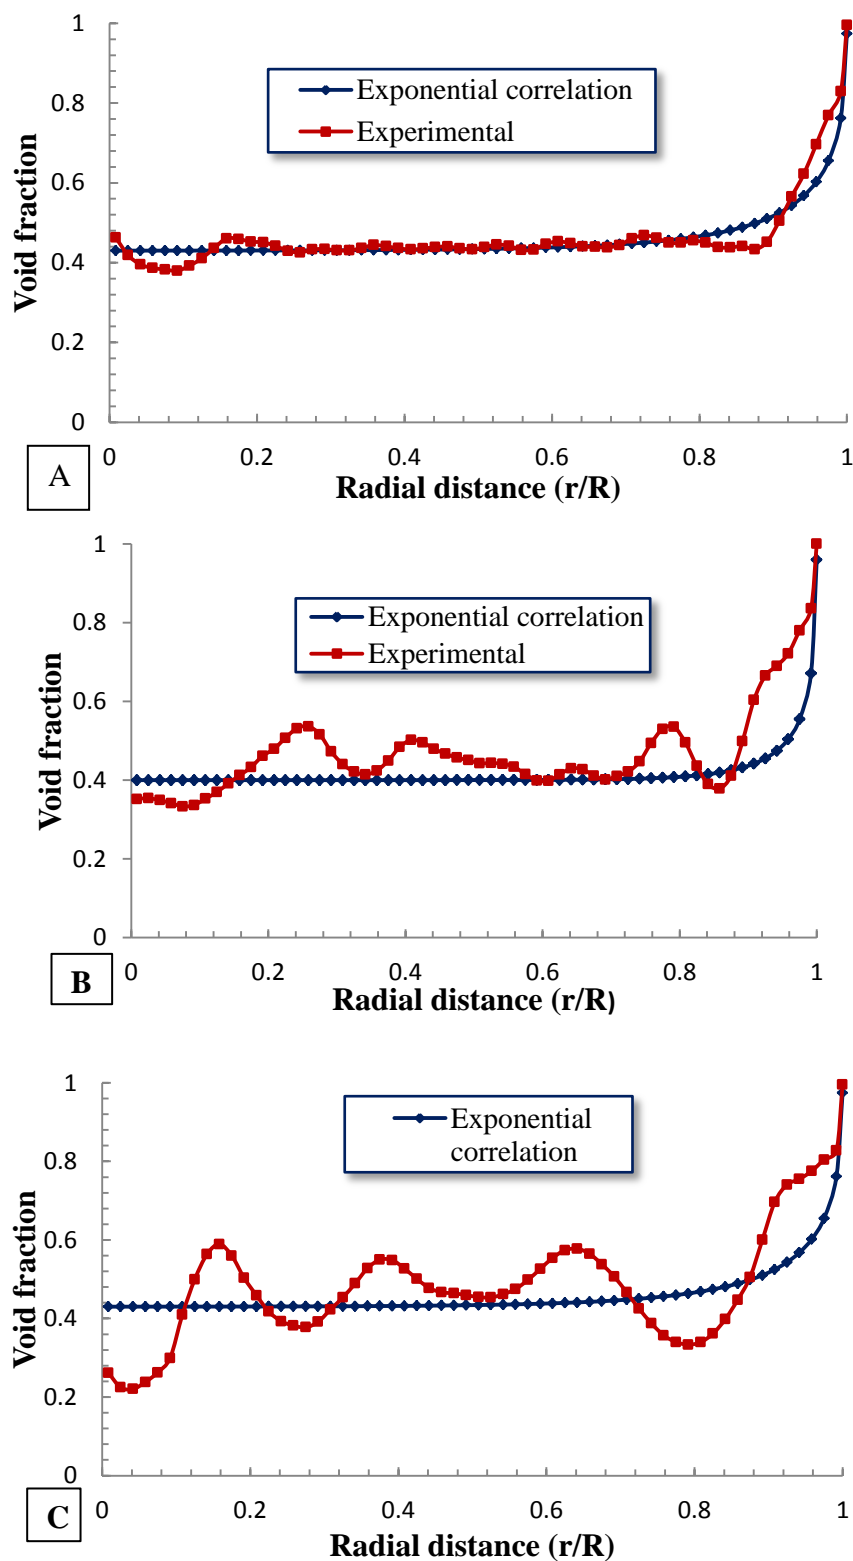 1
0.8
0.6
0.4
0.2
0
Void fraction
Exponential correlation
Experimental
0 0.2 0.4 0.6 0.8 1
Radial distance (r/R)
A
1
0.8
0.6
0.4
0.2
0
Void fraction
Exponential correlation
Experimental
0 0.2 0.4 0.6 0.8 1
Radial distance (r/R)
B
1
0.8
0.6
0.4
0.2
0
Void fraction
Exponential
correlation
0 0.2 0.4 0.6 0.8 1
Radial distance (r/R)
C